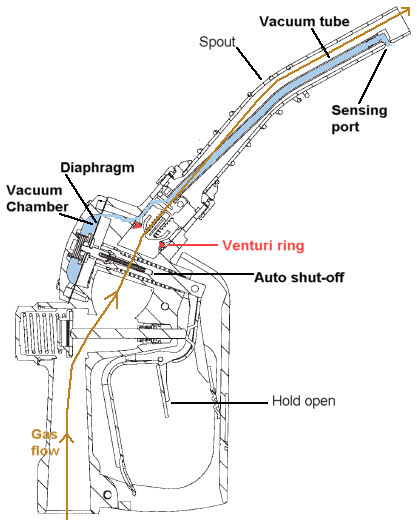 Vacuum tube
Spout
Sensing
port
Diaphragm
Vacuum
Chamber
Venturi ring
Auto shut-off
Hold open
Gas
flow